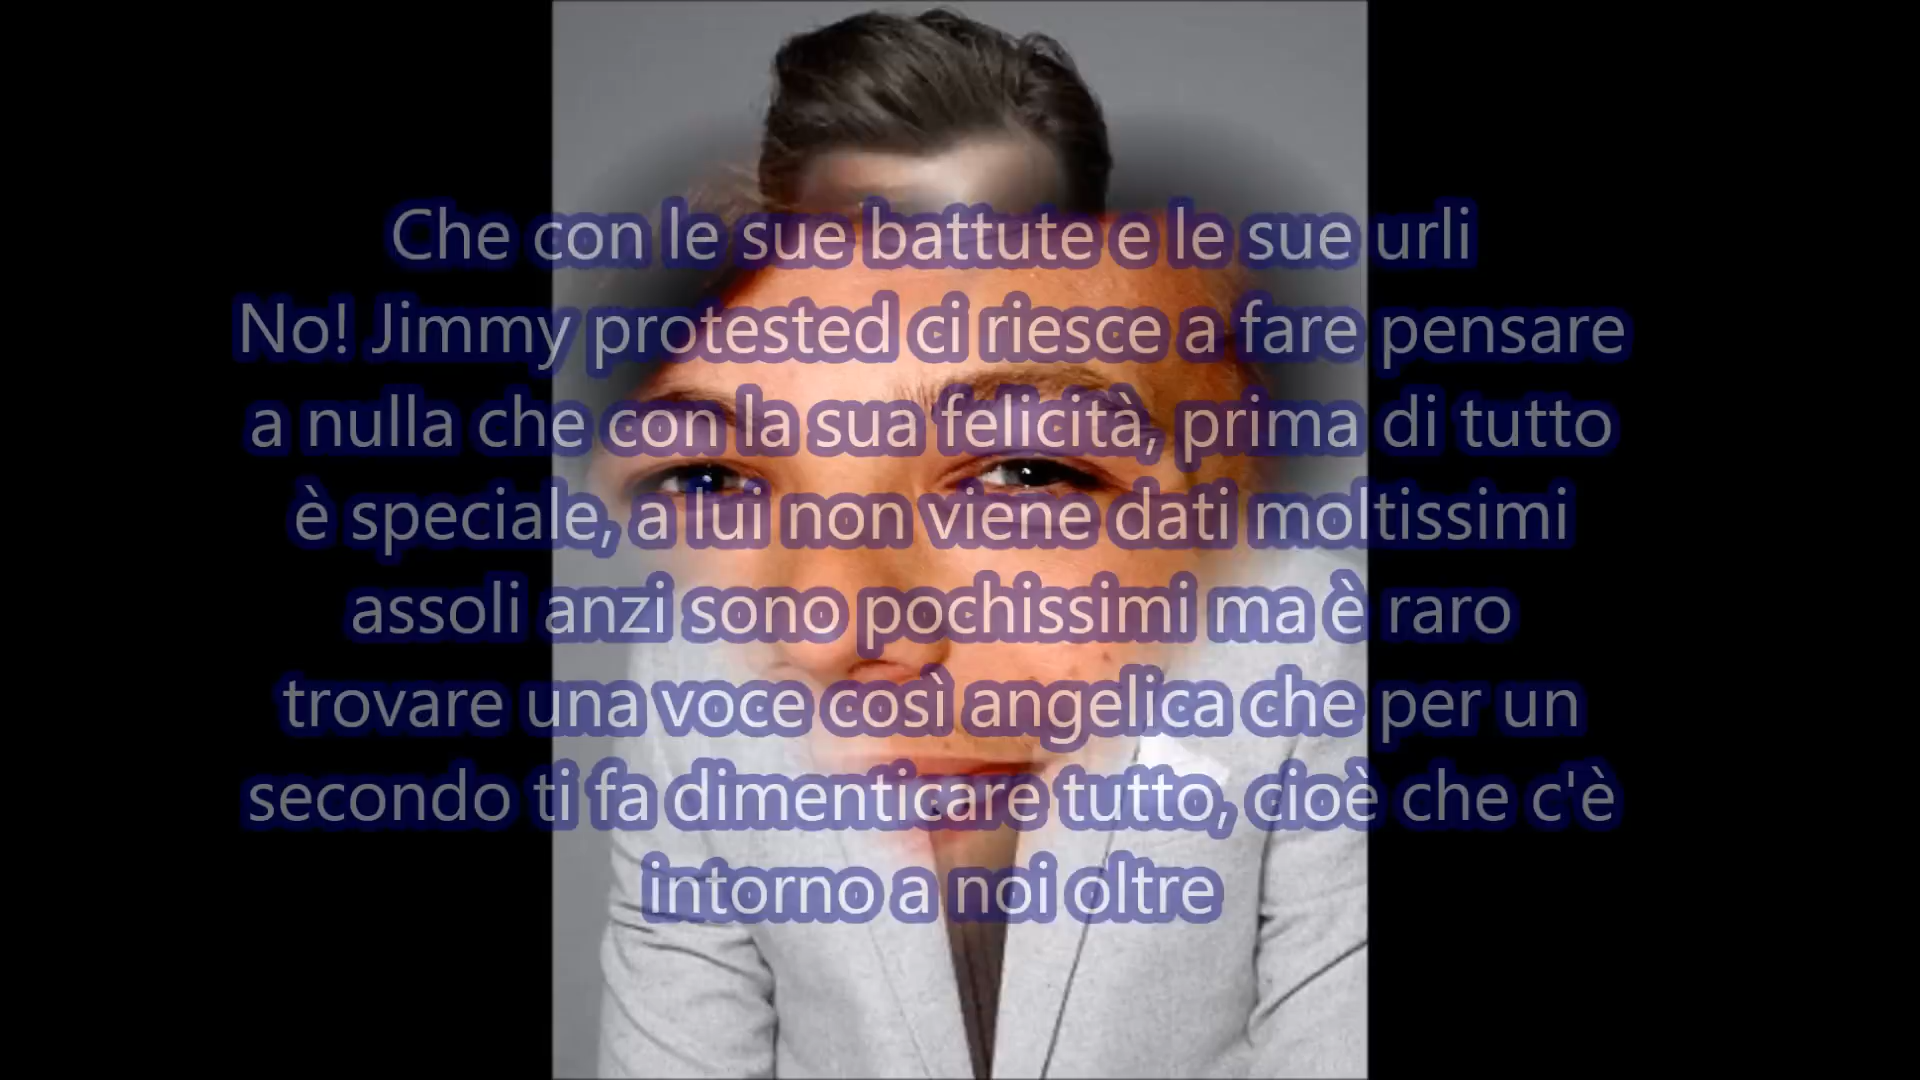 Che con le sue battute e le sue urli
No! Jimmy protested ci riesce a fare pensare
a nulla che con la sua felicità, prima di tutto
è speciale, a lui non viene dati moltissimi
assoli anzi sono pochissimi ma è raro
trovare una voce così angelica che per un
secondo ti fa dimenticare tutto, cioè che c'è
intorno a noi oltre